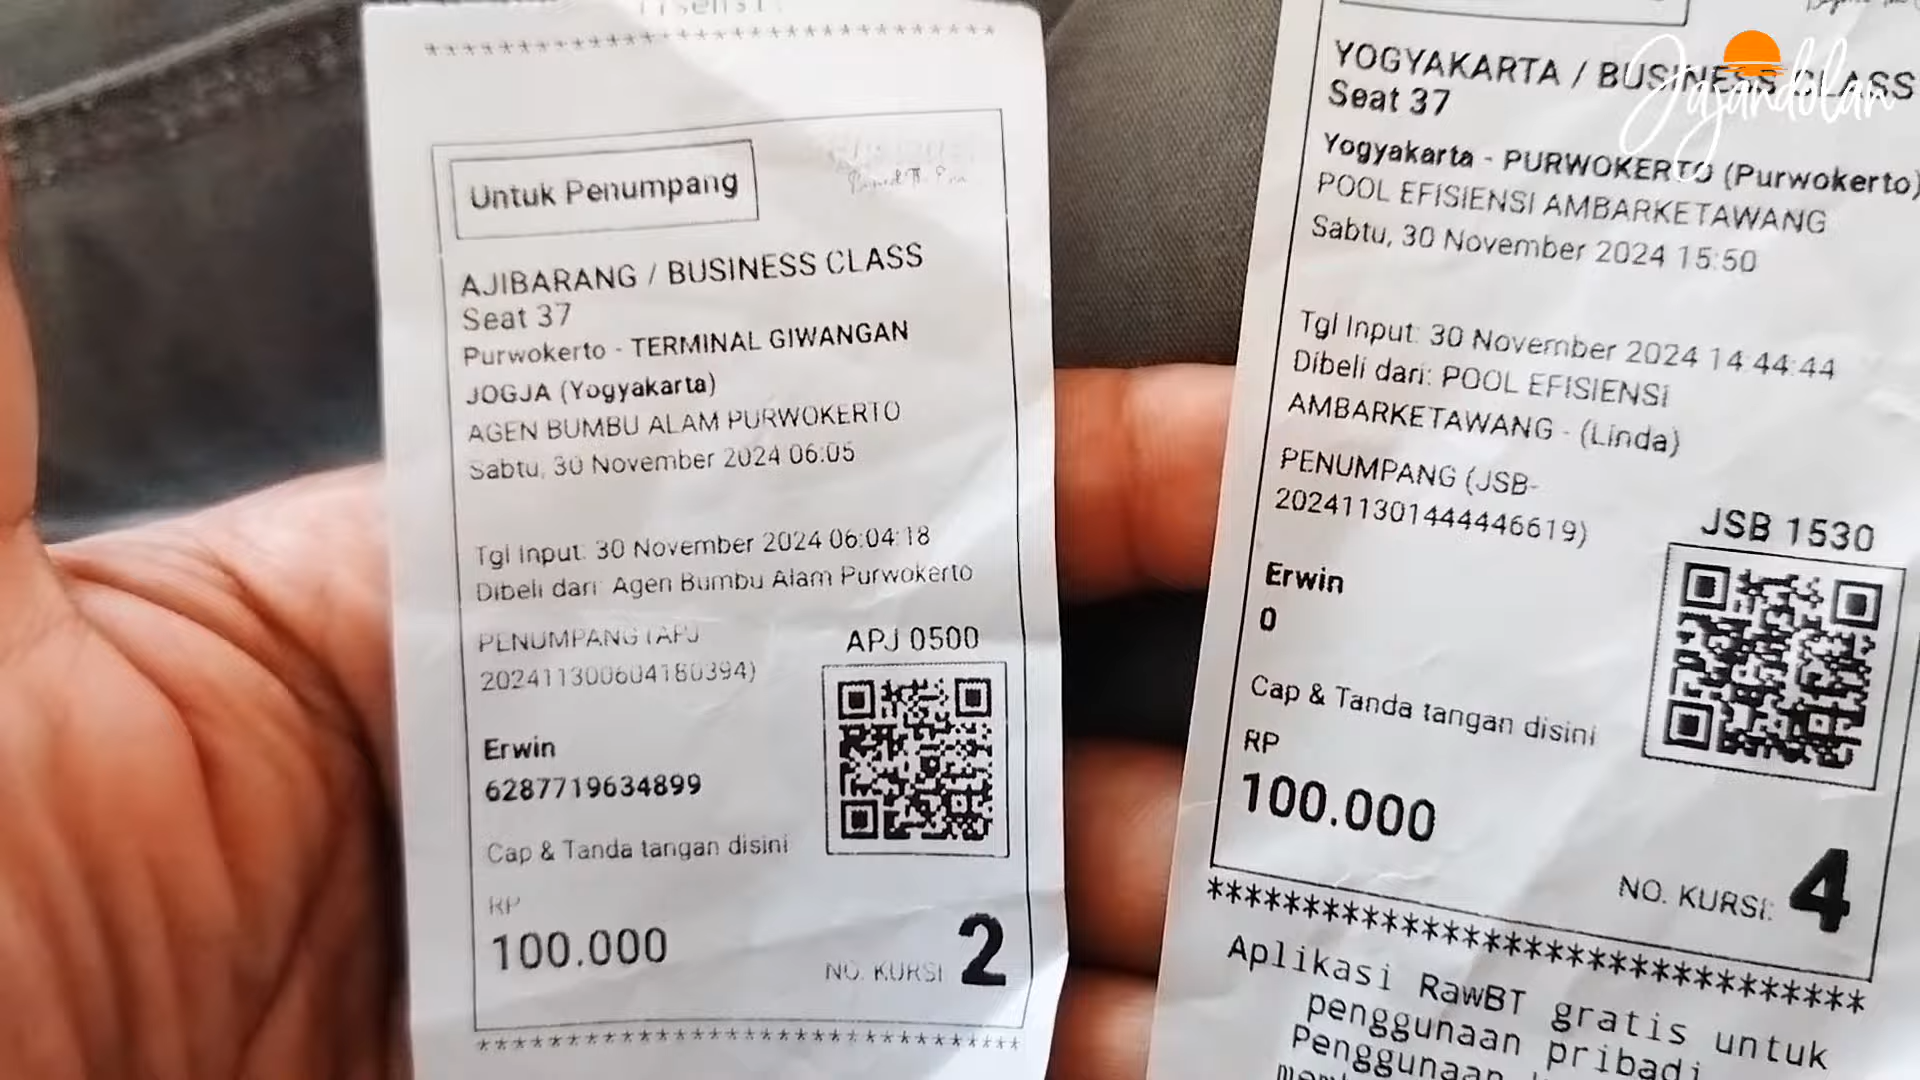 Untuk Penumpang
AJIBARANG / BUSINESS CLASS
Seat 37
Purwokerto - TERMINAL GIWANGAN
JOGJA (Yogyakarta)
AGEN BUMBU ALAM PURWOKERTO
Sabtu, 30 November 2024 06:05
Tgl Input: 30 November 2024 06:04:18
Dibeli dari: Agen Bumbu Alam Purwokerto
PENUMPANG (APJ
202411300604180394)
APJ 0500
Erwin
6287719634899
Cap & Tanda tangan disini
RP
100.000
NO. KURSI
2
YOGYAKARTA / BUSINESS CLASS
Seat 37
Yogyakarta - PURWOKERTO (Purwokerto)
POOL EFISIENSI AMBARKETAWANG
Sabtu, 30 November 2024 15:50
Tgl Input: 30 November 2024 14:44:44
Dibeli dari: POOL EFISIENSI
AMBARKETAWANG - (Linda)
PENUMPANG (JSB-
202411301444446619)
JSB 1530
Erwin
0
Cap & Tanda tangan disini
RP
100.000
NO. KURSI:
4
****************************************
Aplikasi RawBT gratis untuk
penggunaan pribadi
Penggunaan
Jajandolan